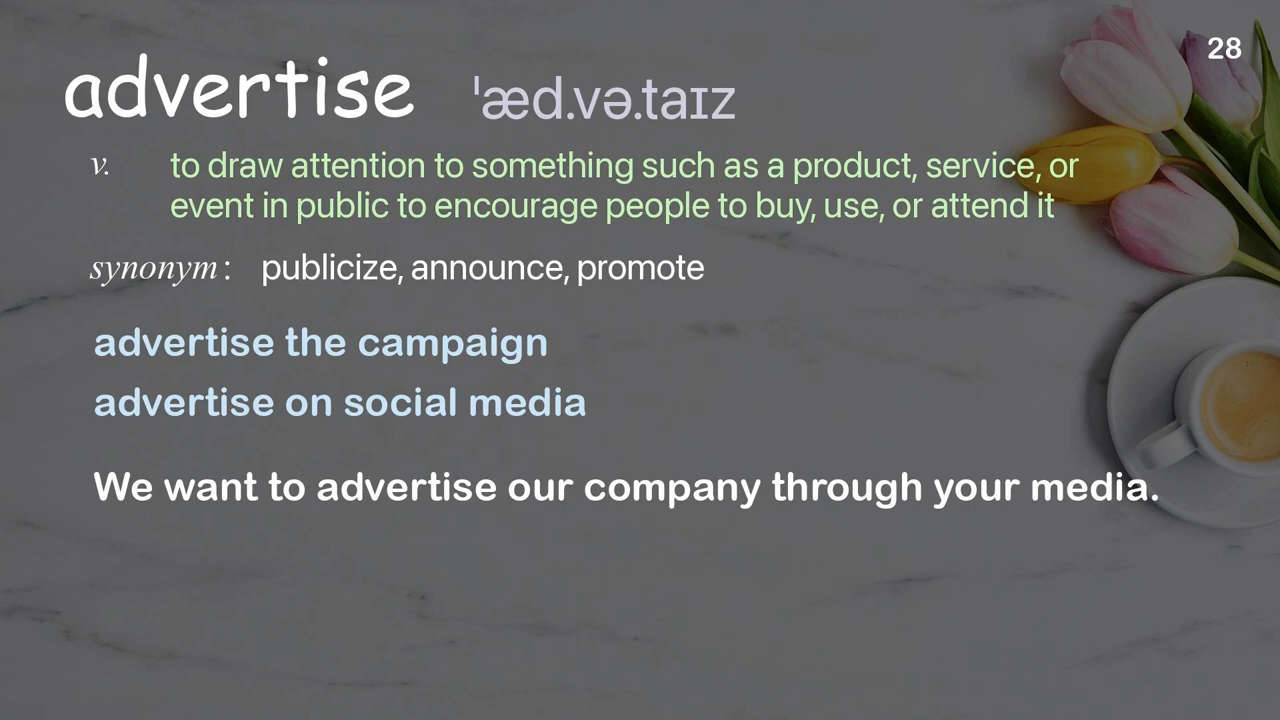 28
advertise ˈæd.və.taɪz
v. to draw attention to something such as a product, service, or
event in public to encourage people to buy, use, or attend it
synonym: publicize, announce, promote
advertise the campaign
advertise on social media
We want to advertise our company through your media.